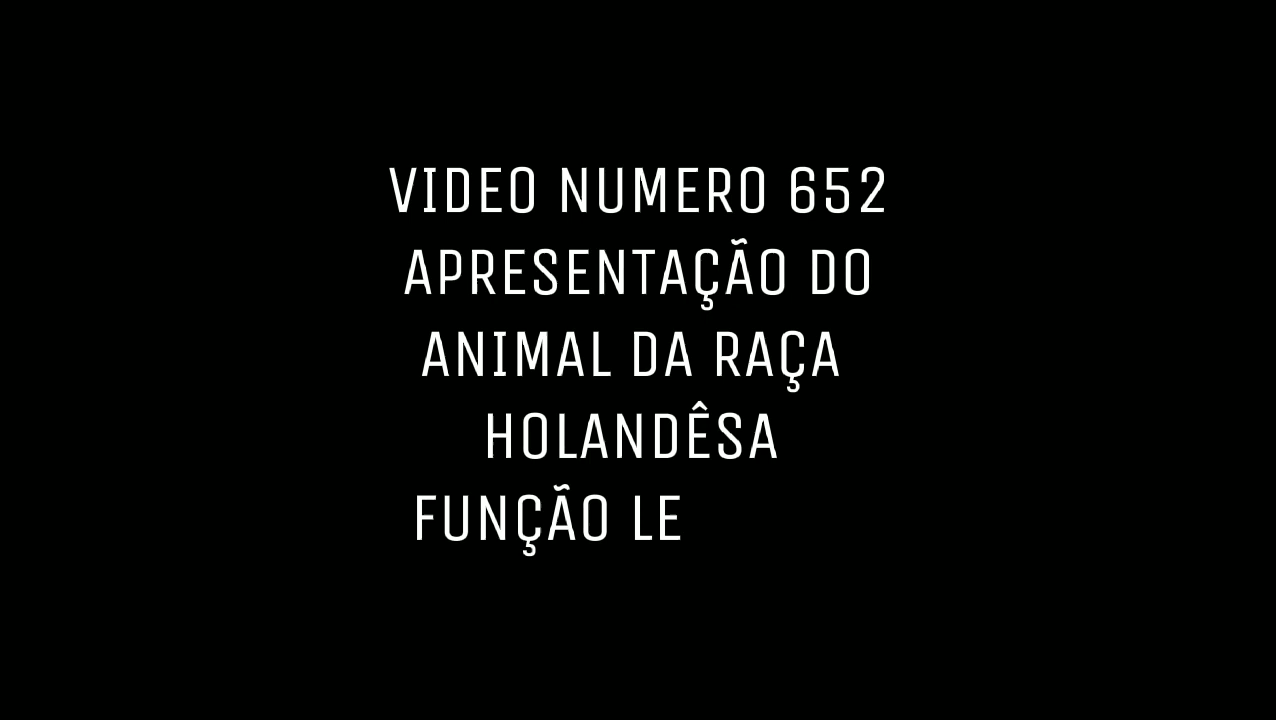 VIDEO NUMERO 652
APRESENTAÇÃO DO
ANIMAL DA RAÇA
HOLANDÊSA
FUNÇÃO LE